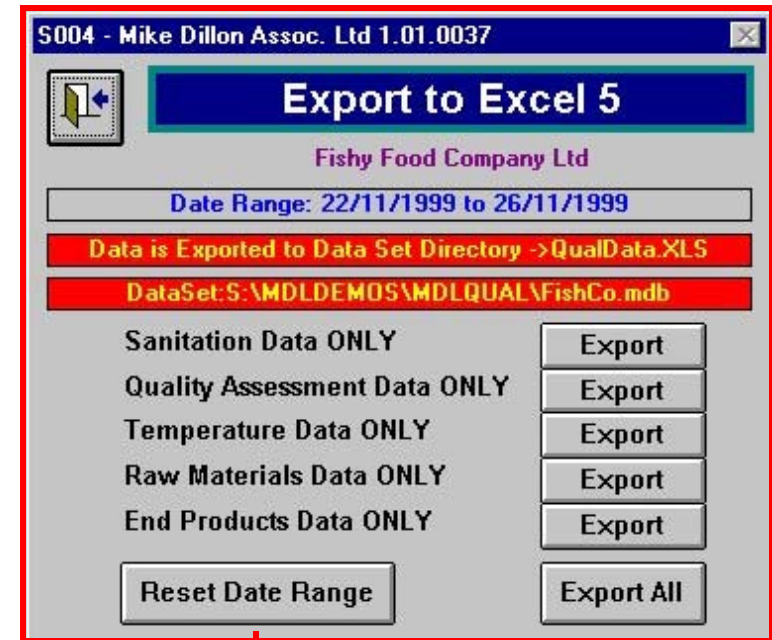 S004 - Mike Dillon Assoc. Ltd 1.01.0037
Export to Excel 5
Fishy Food Company Ltd
Date Range: 22/11/1999 to 26/11/1999
Data is Exported to Data Set Directory ->QualData.XLS
DataSet:S:\MDLDEMOS\MDLQUAL\FishCo.mdb
Sanitation Data ONLY Export
Quality Assessment Data ONLY Export
Temperature Data ONLY Export
Raw Materials Data ONLY Export
End Products Data ONLY Export
Reset Date Range Export All